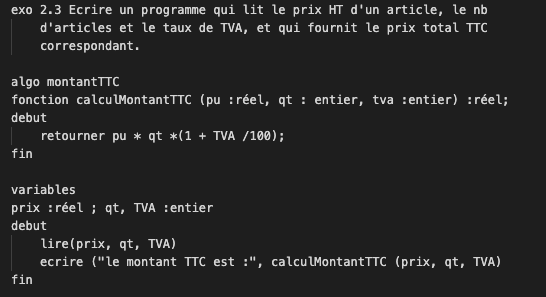 exo 2.3 Ecrire un programme qui lit le prix HT d'un article, le nb
d'articles et le taux de TVA, et qui fournit le prix total TTC
correspondant.
algo montantTTC
fonction calculMontantTTC (pu :réel, qt : entier, tva :entier) :réel;
debut
retourner pu * qt *(1 + TVA /100);
fin
variables
prix :réel ; qt, TVA :entier
debut
lire(prix, qt, TVA)
ecrire ("le montant TTC est :", calculMontantTTC (prix, qt, TVA)
fin